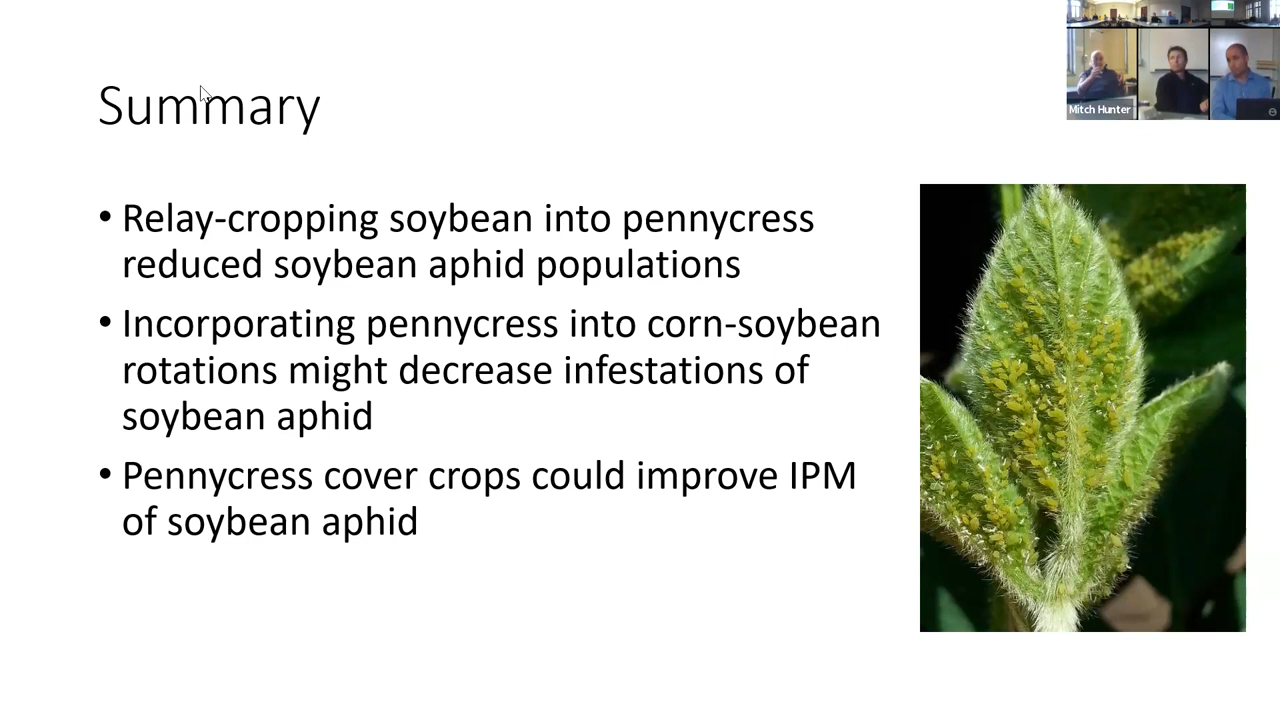 Mitch Hunter
Summary
• Relay-cropping soybean into pennycress
reduced soybean aphid populations
• Incorporating pennycress into corn-soybean
rotations might decrease infestations of
soybean aphid
• Pennycress cover crops could improve IPM
of soybean aphid